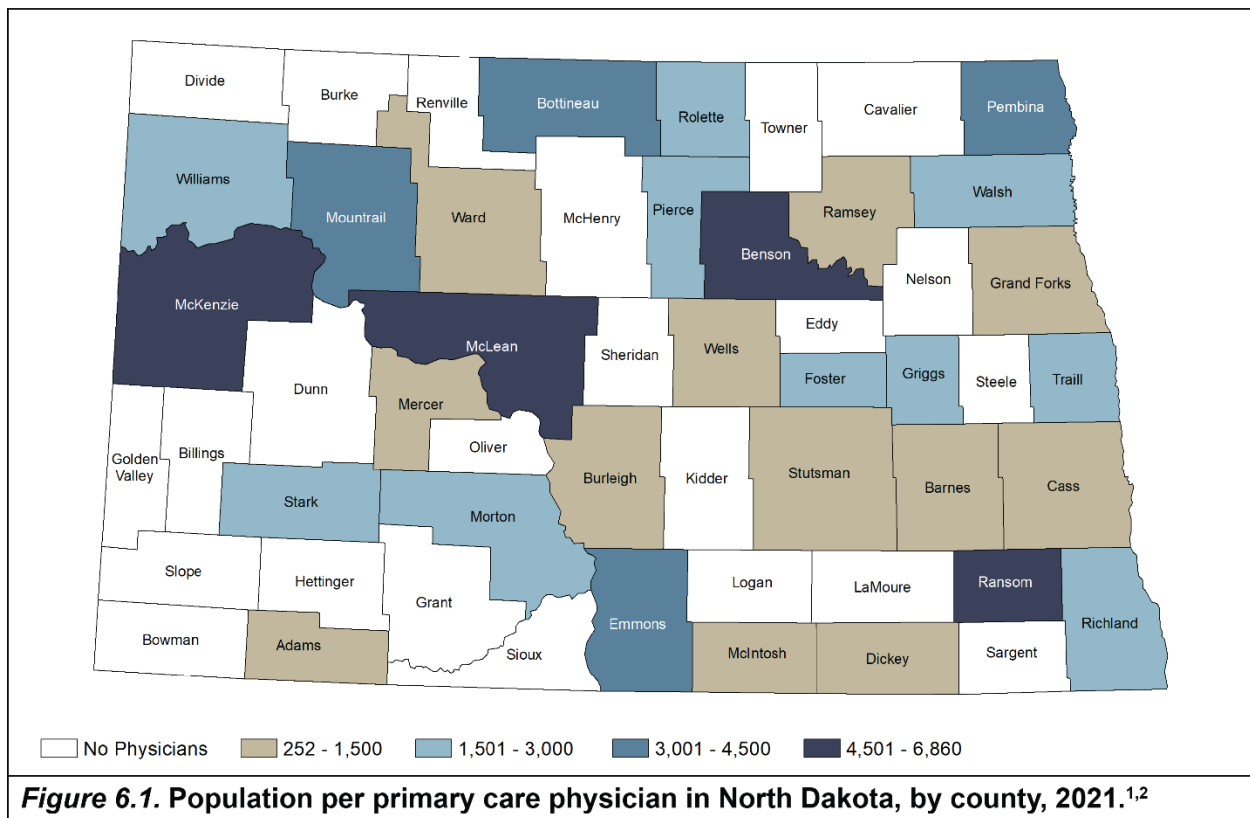 Divide
Burke
Renville
Bottineau
Rolette
Towner
Cavalier
Pembina
Williams
Mountrail
Ward
McHenry
Pierce
Benson
Ramsey
Walsh
Nelson
Grand Forks
McKenzie
Dunn
McLean
Sheridan
Wells
Eddy
Foster
Griggs
Steele
Traill
Mercer
Oliver
Golden
Valley
Billings
Stark
Morton
Burleigh
Kidder
Stutsman
Barnes
Cass
Slope
Hettinger
Grant
Bowman
Adams
Sioux
Emmons
Logan
LaMoure
Ransom
Richland
McIntosh
Dickey
Sargent
No Physicians 252 - 1,500 1,501 - 3,000 3,001 - 4,500 4,501 - 6,860
Figure 6.1. Population per primary care physician in North Dakota, by county, 2021.¹,²